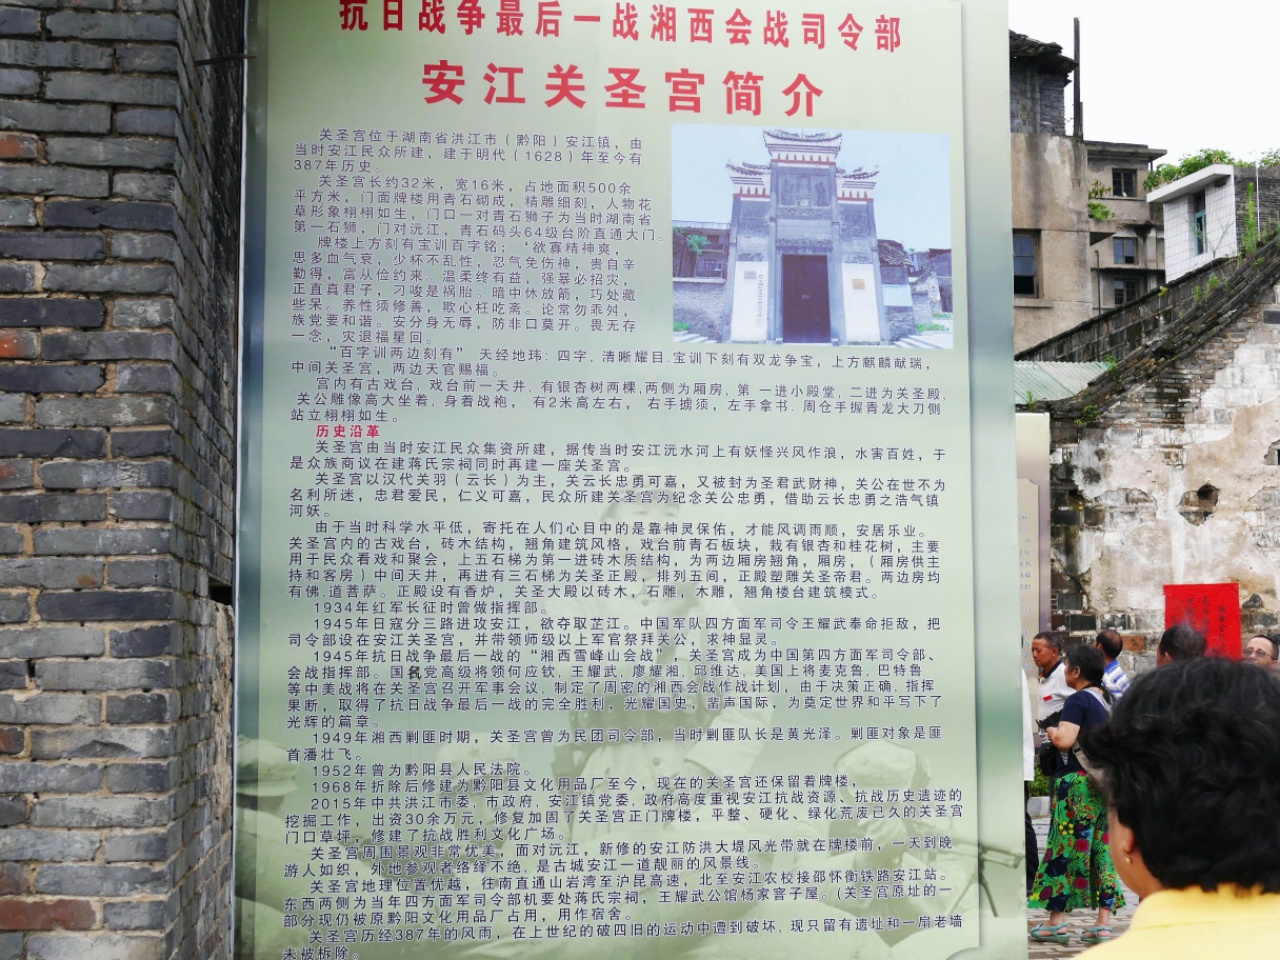 抗日战争最后一战湘西会战司令部
安江关圣宫简介
关圣宫位于湖南省洪江市（黔阳）安江镇，由
当时安江民众所建，建于明代（1628）年至今有
387年历史。
关圣宫长约32米，宽16米，占地面积500余
平方米，门面牌楼用青石砌成，精雕细刻，人物花
草形象栩栩如生，门口一对青石狮子为当时湖南省
第一石狮，门对沅江，青石码头64级台阶直通大门。
牌楼上方刻有宝训百字铭；‘欲寡精神爽，
思多血气衰，少杯不乱性，忍气免伤神，贵自辛
勤得，富从俭约来。温柔终有益，强暴必招灾，
正直真君子，刁唆是祸胎。暗中休放箭，巧处藏
些呆。养性须修善，欺心枉吃斋。论常勿乖舛，
族党要和谐。安分身无辱，防非口莫开。畏无存
一念，灾退福星回。
“百字训两边刻有”天经地玮：四字，清晰耀目.宝训下刻有双龙争宝，上方麒麟献瑞，
中间关圣宫，两边天官赐福。
宫内有古戏台，戏台前一天井，有银杏树两棵，两侧为厢房，第一进小殿堂，二进为关圣殿，
关公雕像高大坐着，身着战袍，有2米高左右，右手掳须，左手拿书，周仓手握青龙大刀侧
站立栩栩如生。
历史沿革
关圣宫由当时安江民众集资所建，据传当时安江沅水河上有妖怪兴风作浪，水害百姓，于
是众族商议在建蒋氏宗祠同时再建一座关圣宫。
关圣宫以汉代关羽（云长）为主，关云长忠勇可嘉，又被封为圣君武财神，关公在世不为
名利所迷，忠君爱民，仁义可嘉，民众所建关圣宫为纪念关公忠勇，借助云长忠勇之浩气镇
河妖。
由于当时科学水平低，寄托在人们心目中的是靠神灵保佑，才能风调雨顺，安居乐业。
关圣宫内的古戏台，砖木结构，翘角建筑风格，戏台前青石板块，栽有银杏和桂花树，主要
用于民众看戏和聚会，上五石梯为第一进砖木质结构，为两边厢房翘角，厢房，（厢房供主
持和客房）中间天井，再进有三石梯为关圣正殿，排列五间，正殿塑雕关圣帝君。两边房均
有佛.道菩萨。正殿设有香炉，关圣大殿以砖木，石雕，木雕，翘角楼台建筑模式。
1934年红军长征时曾做指挥部。
1945年日寇分三路进攻安江，欲夺取芷江。中国军队四方面军司令王耀武奉命拒敌，把
司令部设在安江关圣宫，并带领师级以上军官祭拜关公，求神显灵。
1945年抗日战争最后一战的“湘西雪峰山会战”，关圣宫成为中国第四方面军司令部、
会战指挥部。国民党高级将领何应钦，王耀武，廖耀湘，邱维达，美国上将麦克鲁、巴特鲁
等中美战将在关圣宫召开军事会议，制定了周密的湘西会战作战计划，由于决策正确，指挥
果断，取得了抗日战争最后一战的完全胜利，光耀国史，蜚声国际，为奠定世界和平写下了
光辉的篇章。
1949年湘西剿匪时期，关圣宫曾为民团司令部，当时剿匪队长是黄光泽。剿匪对象是匪
首潘壮飞。
1952年曾为黔阳县人民法院。
1968年折除后修建为黔阳县文化用品厂至今，现在的关圣宫还保留着牌楼，
2015年中共洪江市委，市政府，安江镇党委，政府高度重视安江抗战资源、抗战历史遗迹的
挖掘工作，出资30余万元，修复加固了关圣宫正门牌楼，平整、硬化、绿化荒废已久的关圣宫
门口草坪，修建了抗战胜利文化广场。
关圣宫周围景观非常优美，面对沅江，新修的安江防洪大堤风光带就在牌楼前，一天到晚
游人如织，外地参观者络绎不绝，是古城安江一道靓丽的风景线。
关圣宫地理位置优越，往南直通山岩湾至沪昆高速，北至安江农校接邵怀衡铁路安江站。
东西两侧为当年四方面军司令部机要处蒋氏宗祠，王耀武公馆杨家窨子屋。(关圣宫原址的一
部分现仍被原黔阳文化用品厂占用，用作宿舍。
关圣宫历经387年的风雨，在上世纪的破四旧的运动中遭到破坏，现只留有遗址和一扇老墙
未被柝除。